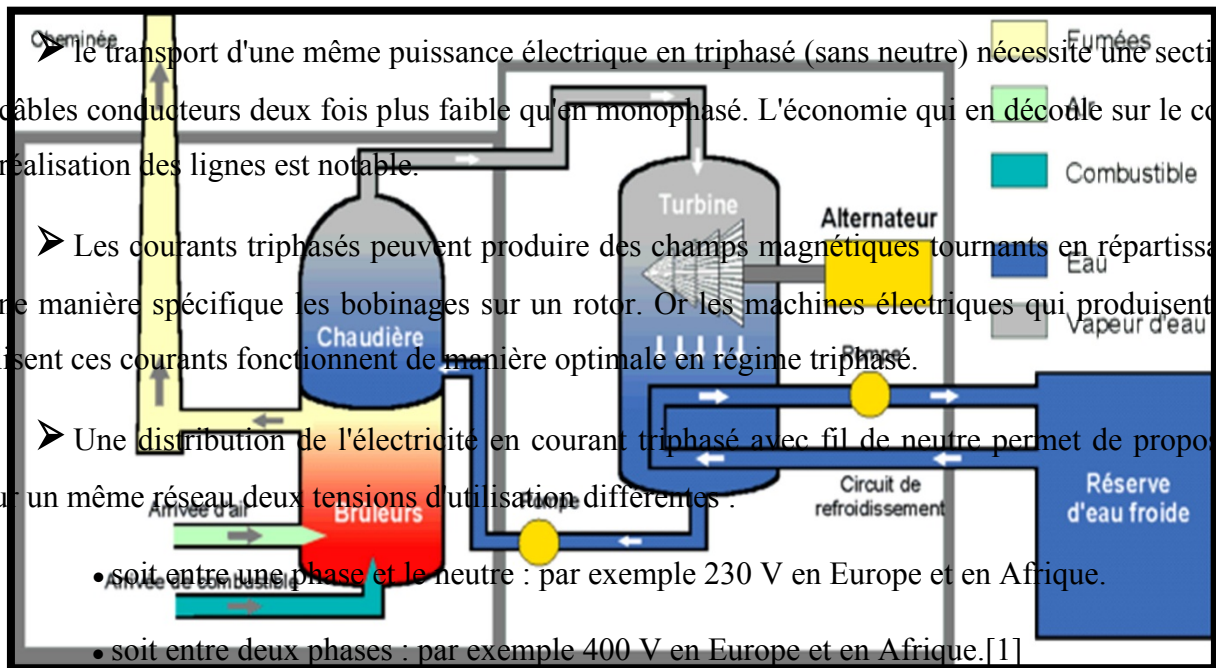 Cheminée
➤ le transport d'une même puissance électrique en triphasé (sans neutre) nécessite une secti
câbles conducteurs deux fois plus faible qu'en monophasé. L'économie qui en découle sur le co
réalisation des lignes est notable.
➤ Les courants triphasés peuvent produire des champs magnétiques tournants en répartissa
ne manière spécifique les bobinages sur un rotor. Or les machines électriques qui produisent
lisent ces courants fonctionnent de manière optimale en régime triphasé.
➤ Une distribution de l'électricité en courant triphasé avec fil de neutre permet de propos
ur un même réseau deux tensions d'utilisation différentes :
• soit entre une phase et le neutre : par exemple 230 V en Europe et en Afrique.
• soit entre deux phases : par exemple 400 V en Europe et en Afrique.[1]
Fumées
Air
Combustible
Eau
Vapeur d'eau
Turbine
Alternateur
Chaudière
Pompe
Brûleurs
Arrivée d'air
Arrivée de combustible
Pompe
Circuit de
refroidissement
Réserve
d'eau froide